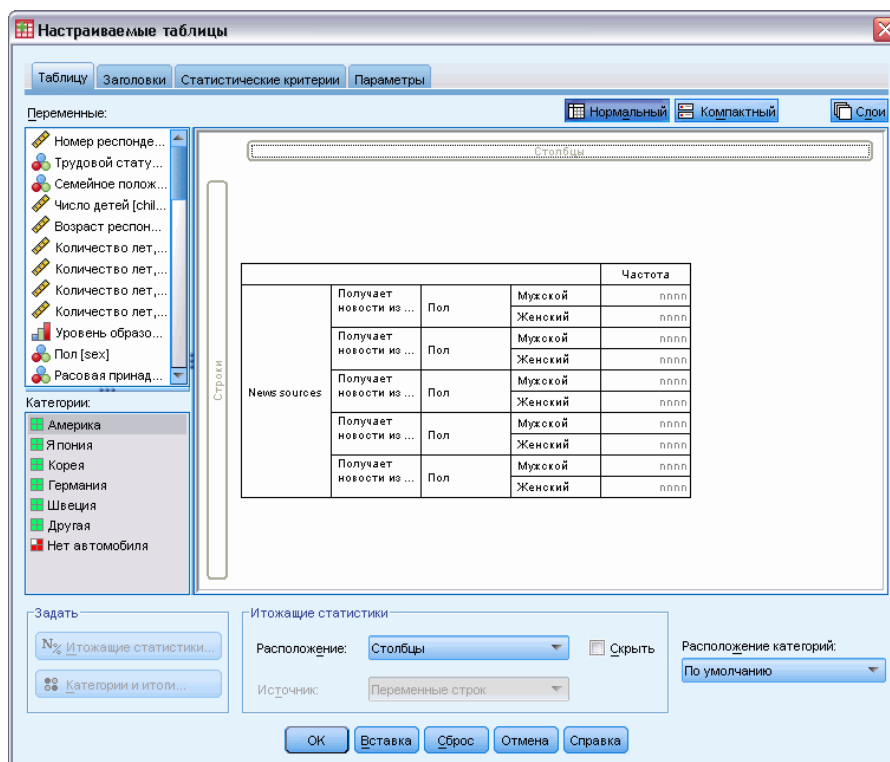 Настраиваемые таблицы
Таблицу Заголовки Статистические критерии Параметры
Переменные:
Нормальный Компактный Слои
Номер респонде...
Трудовой стату...
Семейное полож...
Число детей [chil...
Возраст респон...
Количество лет,...
Количество лет,...
Количество лет,...
Количество лет,...
Уровень образо...
Пол [sex]
Расовая принад...
Категории:
Америка
Япония
Корея
Германия
Швеция
Другая
Нет автомобиля
Столбцы
Строки
Частота
News sources
Получает новости из ... Пол Мужской nnnn
Женский nnnn
Получает новости из ... Пол Мужской nnnn
Женский nnnn
Получает новости из ... Пол Мужской nnnn
Женский nnnn
Получает новости из ... Пол Мужской nnnn
Женский nnnn
Получает новости из ... Пол Мужской nnnn
Женский nnnn
Задать
N% Итожащие статистики...
Категории и итоги...
Итожащие статистики
Расположение: Столбцы Скрыть
Источник: Переменные строк
Расположение категорий:
По умолчанию
OK Вставка Сброс Отмена Справка